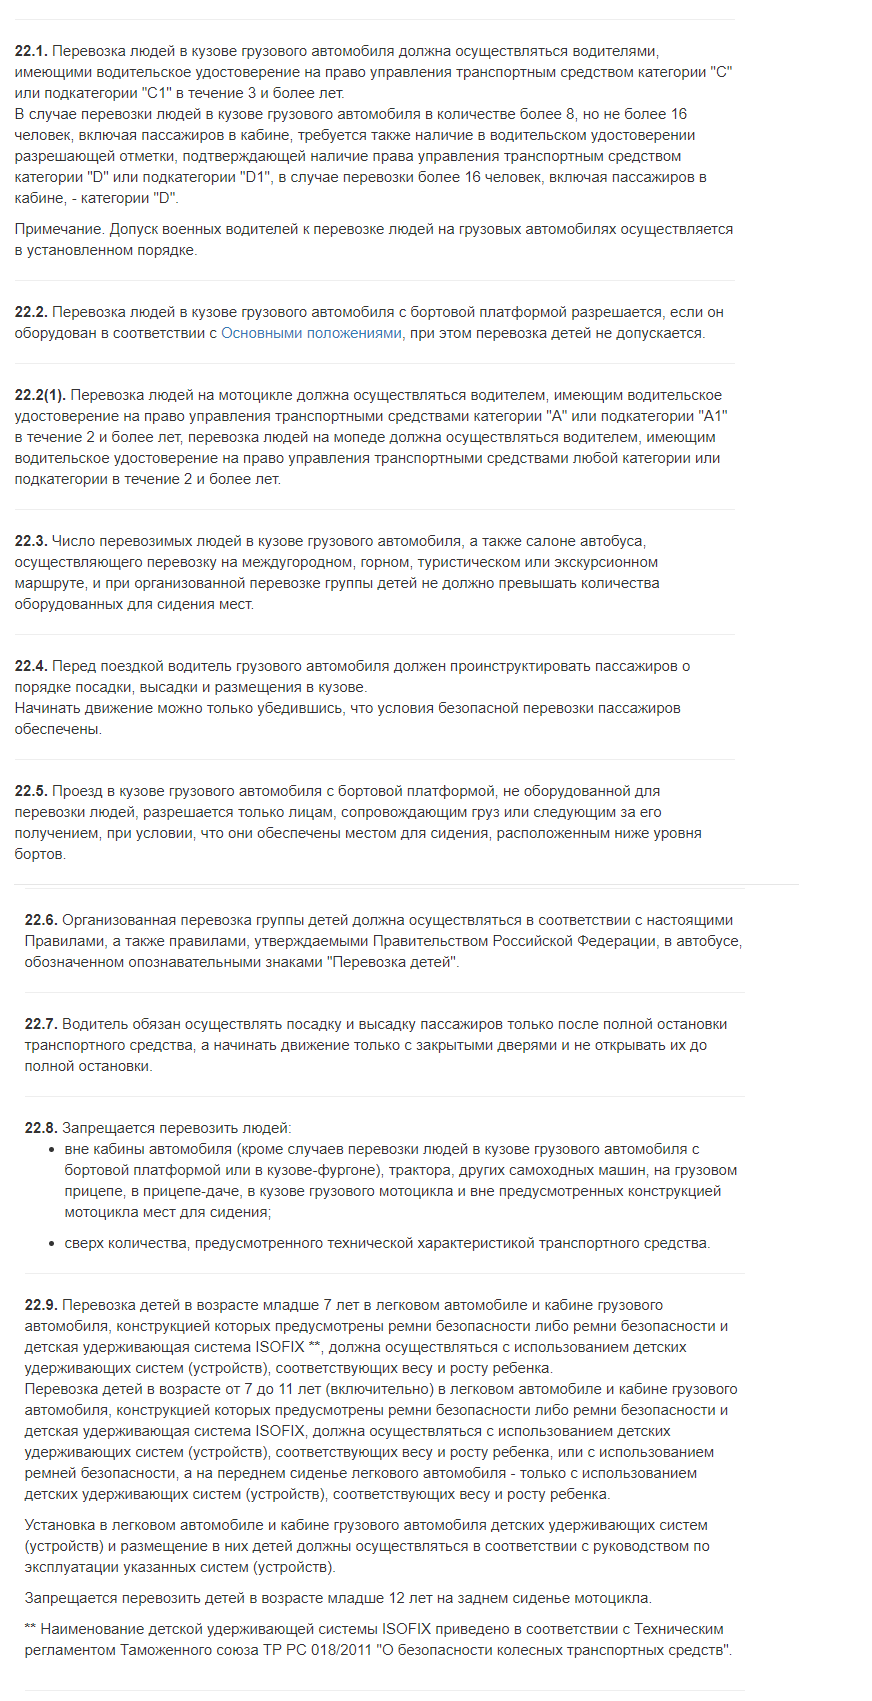 22.1. Перевозка людей в кузове грузового автомобиля должна осуществляться водителями,
имеющими водительское удостоверение на право управления транспортным средством категории "C"
или подкатегории "C1" в течение 3 и более лет.
В случае перевозки людей в кузове грузового автомобиля в количестве более 8, но не более 16
человек, включая пассажиров в кабине, требуется также наличие в водительском удостоверении
разрешающей отметки, подтверждающей наличие права управления транспортным средством
категории "D" или подкатегории "D1", в случае перевозки более 16 человек, включая пассажиров в
кабине, - категории "D".
Примечание. Допуск военных водителей к перевозке людей на грузовых автомобилях осуществляется
в установленном порядке.
22.2. Перевозка людей в кузове грузового автомобиля с бортовой платформой разрешается, если он
оборудован в соответствии с Основными положениями, при этом перевозка детей не допускается.
22.2(1). Перевозка людей на мотоцикле должна осуществляться водителем, имеющим водительское
удостоверение на право управления транспортными средствами категории "A" или подкатегории "A1"
в течение 2 и более лет, перевозка людей на мопеде должна осуществляться водителем, имеющим
водительское удостоверение на право управления транспортными средствами любой категории или
подкатегории в течение 2 и более лет.
22.3. Число перевозимых людей в кузове грузового автомобиля, а также салоне автобуса,
осуществляющего перевозку на междугородном, горном, туристическом или экскурсионном
маршруте, и при организованной перевозке группы детей не должно превышать количества
оборудованных для сидения мест.
22.4. Перед поездкой водитель грузового автомобиля должен проинструктировать пассажиров о
порядке посадки, высадки и размещения в кузове.
Начинать движение можно только убедившись, что условия безопасной перевозки пассажиров
обеспечены.
22.5. Проезд в кузове грузового автомобиля с бортовой платформой, не оборудованной для
перевозки людей, разрешается только лицам, сопровождающим груз или следующим за его
получением, при условии, что они обеспечены местом для сидения, расположенным ниже уровня
бортов.
22.6. Организованная перевозка группы детей должна осуществляться в соответствии с настоящими
Правилами, а также правилами, утверждаемыми Правительством Российской Федерации, в автобусе,
обозначенном опознавательными знаками "Перевозка детей".
22.7. Водитель обязан осуществлять посадку и высадку пассажиров только после полной остановки
транспортного средства, а начинать движение только с закрытыми дверями и не открывать их до
полной остановки.
22.8. Запрещается перевозить людей:
• вне кабины автомобиля (кроме случаев перевозки людей в кузове грузового автомобиля с
бортовой платформой или в кузове-фургоне), трактора, других самоходных машин, на грузовом
прицепе, в прицепе-даче, в кузове грузового мотоцикла и вне предусмотренных конструкцией
мотоцикла мест для сидения;
• сверх количества, предусмотренного технической характеристикой транспортного средства.
22.9. Перевозка детей в возрасте младше 7 лет в легковом автомобиле и кабине грузового
автомобиля, конструкцией которых предусмотрены ремни безопасности либо ремни безопасности и
детская удерживающая система ISOFIX **, должна осуществляться с использованием детских
удерживающих систем (устройств), соответствующих весу и росту ребенка.
Перевозка детей в возрасте от 7 до 11 лет (включительно) в легковом автомобиле и кабине грузового
автомобиля, конструкцией которых предусмотрены ремни безопасности либо ремни безопасности и
детская удерживающая система ISOFIX, должна осуществляться с использованием детских
удерживающих систем (устройств), соответствующих весу и росту ребенка, или с использованием
ремней безопасности, а на переднем сиденье легкового автомобиля - только с использованием
детских удерживающих систем (устройств), соответствующих весу и росту ребенка.
Установка в легковом автомобиле и кабине грузового автомобиля детских удерживающих систем
(устройств) и размещение в них детей должны осуществляться в соответствии с руководством по
эксплуатации указанных систем (устройств).
Запрещается перевозить детей в возрасте младше 12 лет на заднем сиденье мотоцикла.
** Наименование детской удерживающей системы ISOFIX приведено в соответствии с Техническим
регламентом Таможенного союза ТР РС 018/2011 "О безопасности колесных транспортных средств".